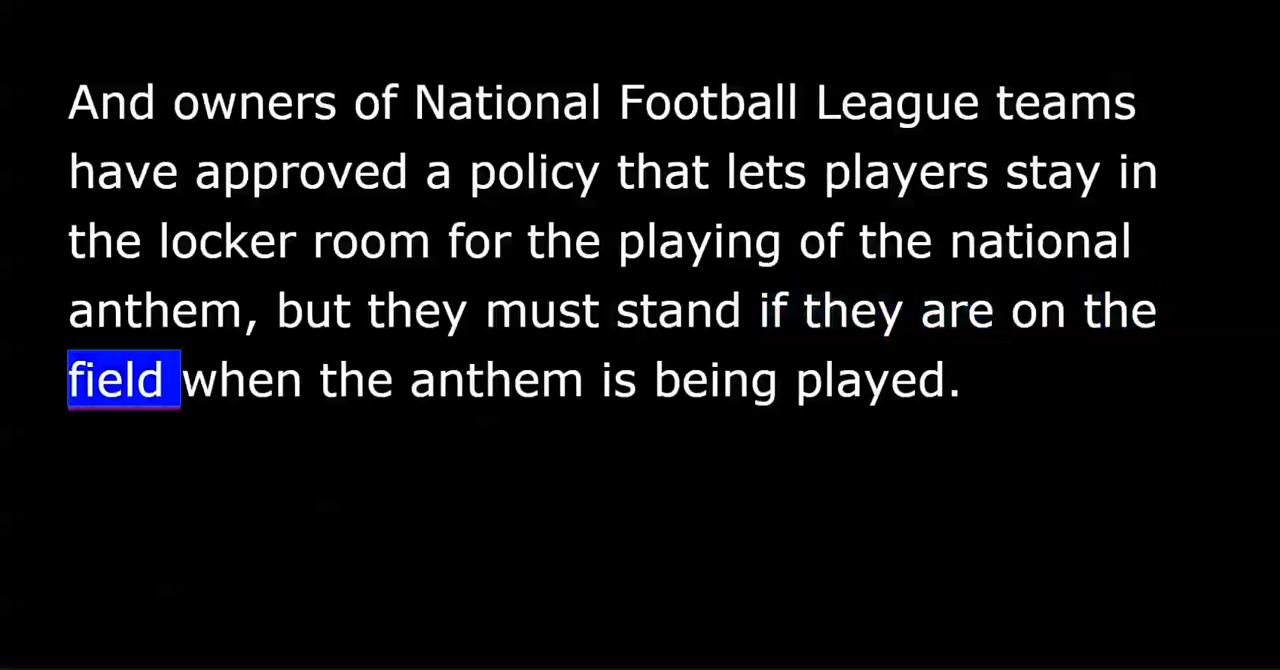 And owners of National Football League teams
have approved a policy that lets players stay in
the locker room for the playing of the national
anthem, but they must stand if they are on the
field when the anthem is being played.